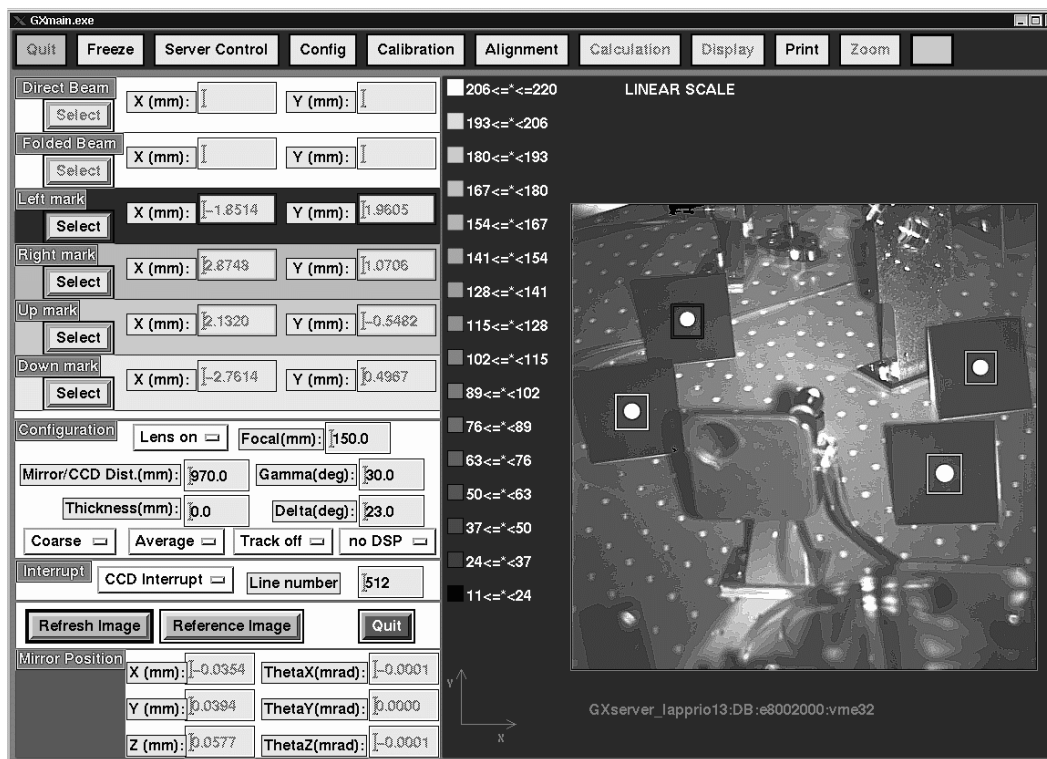 GXmain.exe
Quit Freeze Server Control Config Calibration Alignment Calculation Display Print Zoom
Direct Beam
Select X (mm): Y (mm):
Folded Beam
Select X (mm): Y (mm):
Left mark
Select X (mm): -1.8514 Y (mm): 1.9605
Right mark
Select X (mm): 2.8748 Y (mm): 1.0706
Up mark
Select X (mm): 2.1320 Y (mm): -0.5482
Down mark
Select X (mm): -2.7614 Y (mm): 0.4967
Configuration Lens on Focal(mm): 150.0
Mirror/CCD Dist.(mm): 970.0 Gamma(deg): 30.0
Thickness(mm): 0.0 Delta(deg): 23.0
Coarse Average Track off no DSP
Interrupt CCD Interrupt Line number 512
Refresh Image Reference Image Quit
Mirror Position
X (mm): -0.0354 ThetaX(mrad): -0.0001
Y (mm): 0.0394 ThetaY(mrad): 0.0000
Z (mm): 0.0577 ThetaZ(mrad): -0.0001
206<=*<=220 LINEAR SCALE
193<=*<206
180<=*<193
167<=*<180
154<=*<167
141<=*<154
128<=*<141
115<=*<128
102<=*<115
89<=*<102
76<=*<89
63<=*<76
50<=*<63
37<=*<50
24<=*<37
11<=*<24
Y
X
GXserver_lapprio13:DB:e8002000:vme32